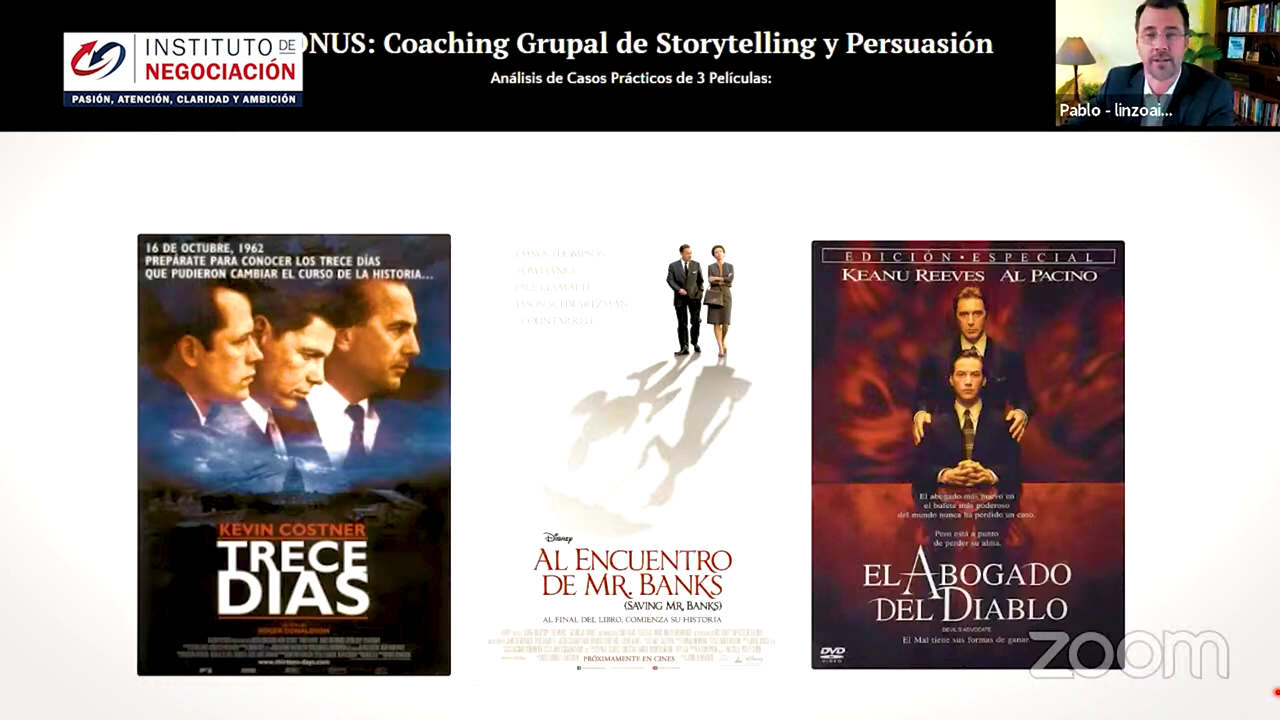 INSTITUTO DE
NEGOCIACIÓN
PASIÓN, ATENCIÓN, CLARIDAD Y AMBICIÓN
ONUS: Coaching Grupal de Storytelling y Persuasión
Análisis de Casos Prácticos de 3 Películas:
Pablo - linzoai...
16 DE OCTUBRE, 1962
PREPÁRATE PARA CONOCER LOS TRECE DÍAS
QUE PUDIERON CAMBIAR EL CURSO DE LA HISTORIA...
KEVIN COSTNER
TRECE
DIAS
ROGER DONALDSON
EMMA THOMPSON
TOM HANKS
PAUL GIAMATTI
JASON SCHWARTZMAN
COLIN FARRELL
Disney
AL ENCUENTRO
DE MR. BANKS
(SAVING MR. BANKS)
AL FINAL DEL LIBRO, COMIENZA SU HISTORIA
PRÓXIMAMENTE EN CINES
EDICIÓN • ESPECIAL
KEANU REEVES AL PACINO
El abogado más nuevo en
el bufete más poderoso
del mundo nunca ha perdido un caso.
Pero está a punto
de perder su alma.
EL ABOGADO
DEL DIABLO
DEVIL'S ADVOCATE
El Mal tiene sus formas de ganar.
DVD
VIDEO
zoom